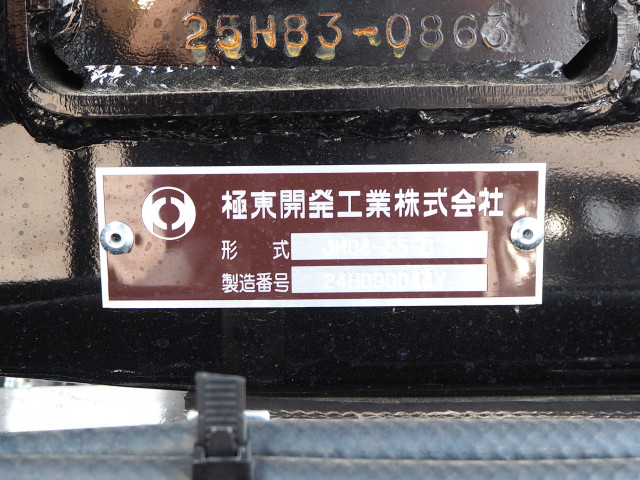 25H83-0863
極東開発工業株式会社
形 式
製造番号